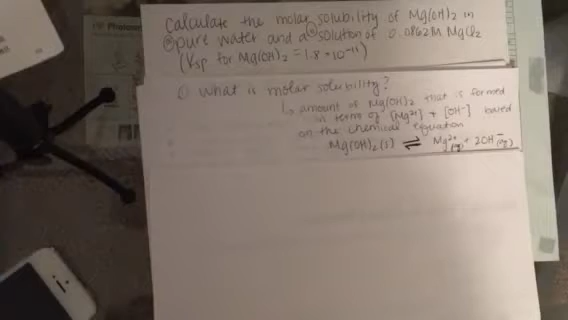 Calculate the molar solubility of Mg(OH)2 in
ⓐ pure water and a ⓑ solution of 0.0862 M MgCl2
(Ksp for Mg(OH)2 = 1.8 × 10^-11)
① What is molar solubility?
↳ amount of Mg(OH)2 that is formed
in term of [Mg2+] + [OH-] based
on the chemical equation
Mg(OH)2 (s) ⇌ Mg2+ (aq) + 2OH- (aq)